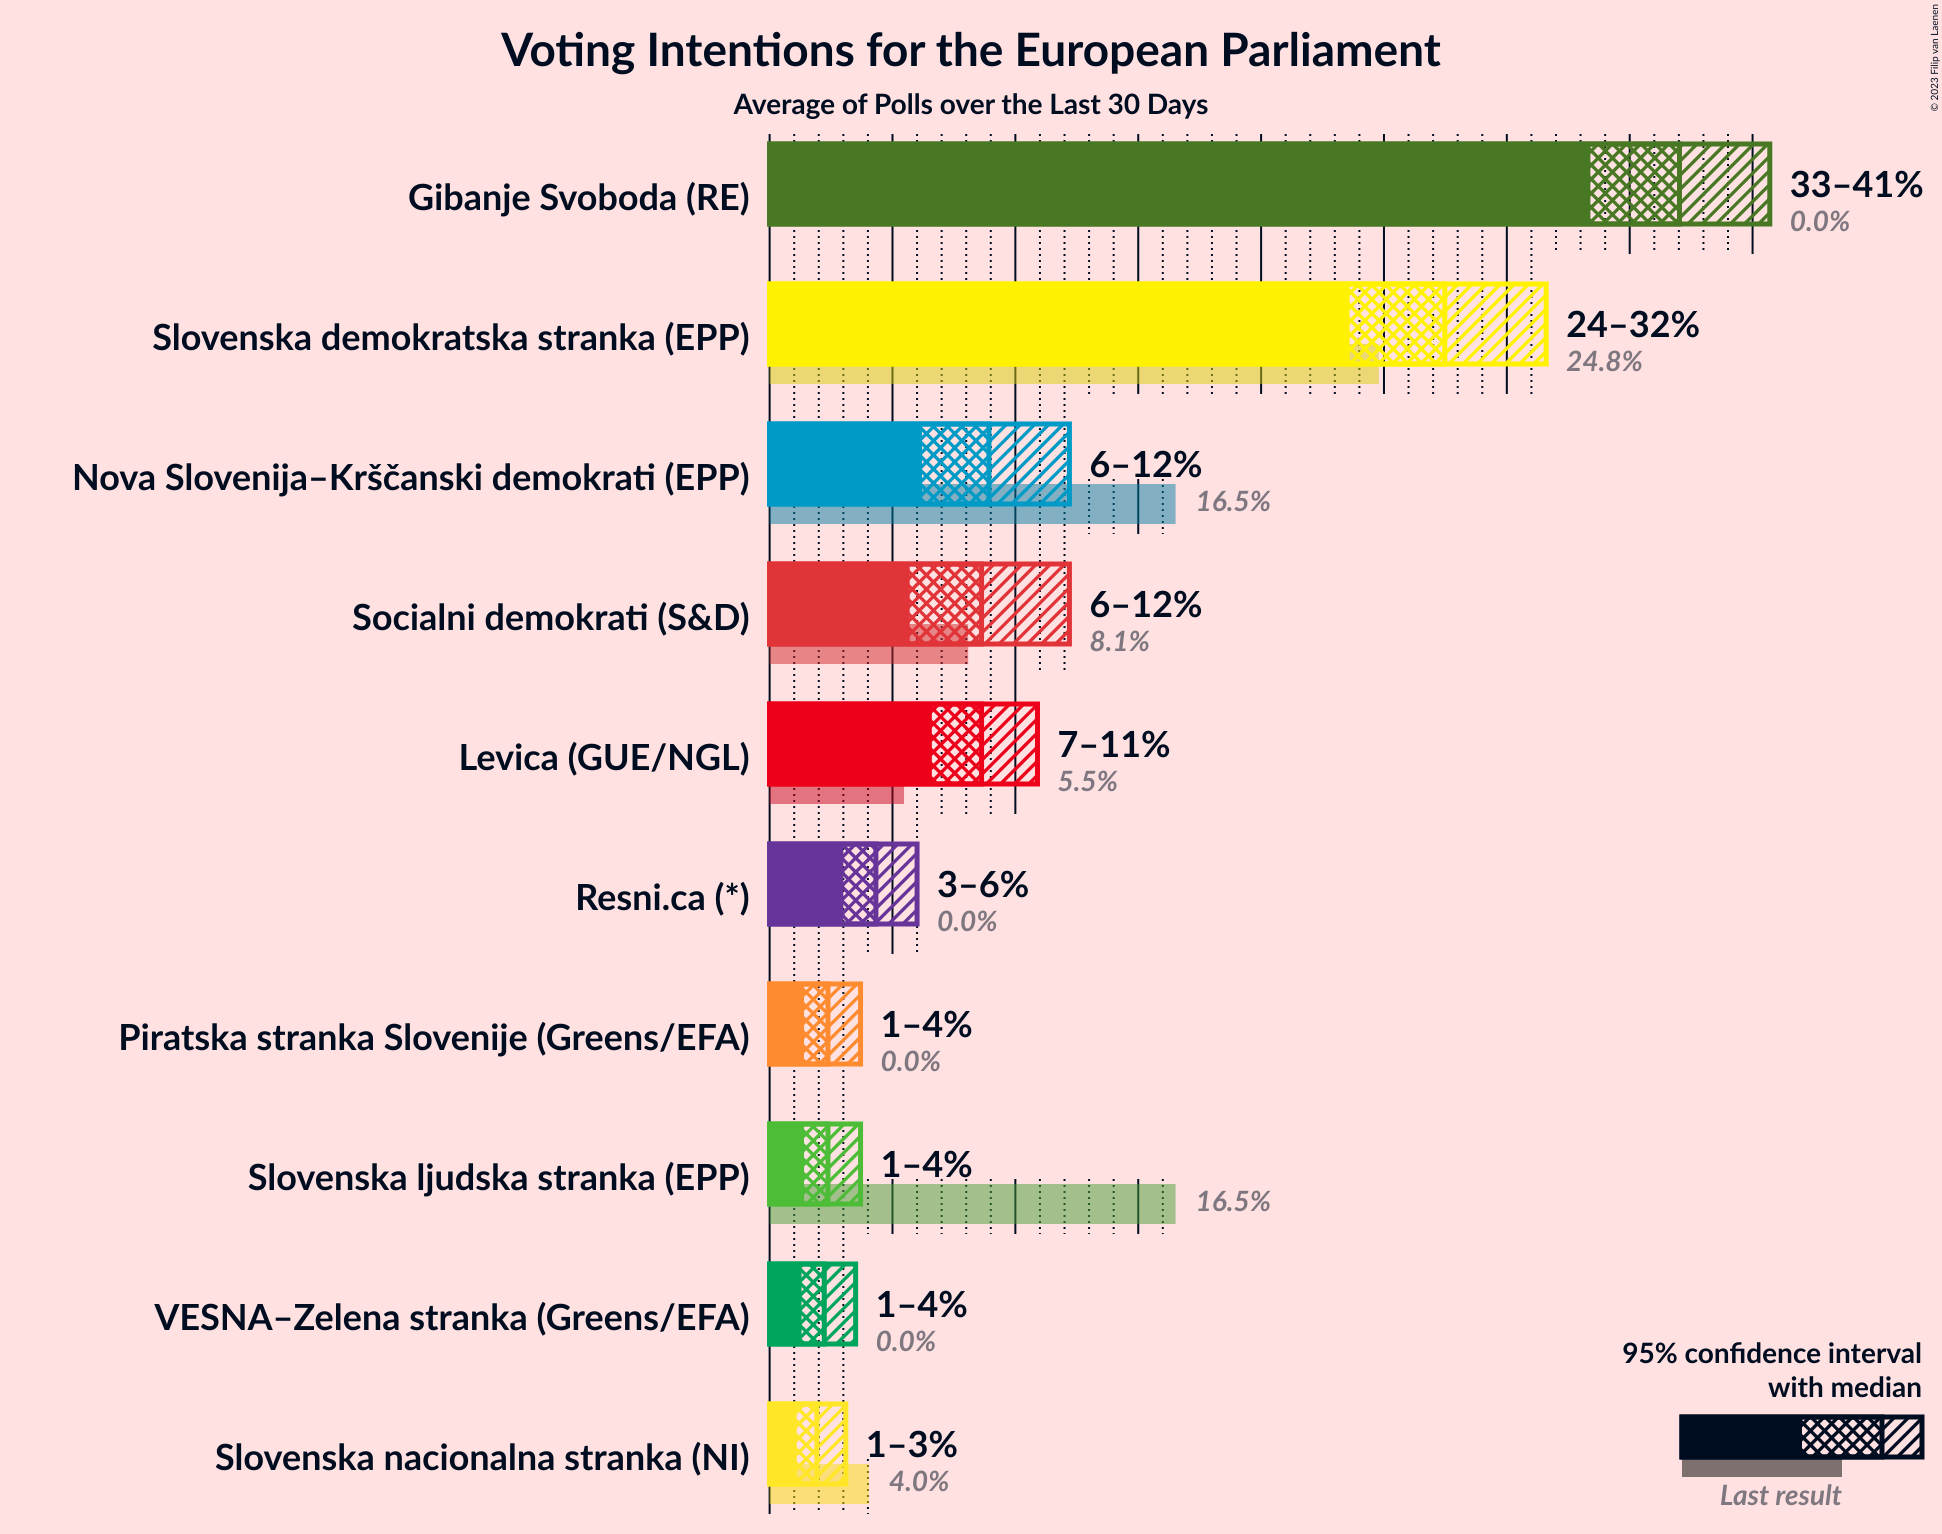 Voting Intentions for the European Parliament
Average of Polls over the Last 30 Days
© 2023 Filip van Laenen
Gibanje Svoboda (RE)
33–41%
0.0%
Slovenska demokratska stranka (EPP)
24–32%
24.8%
Nova Slovenija–Krščanski demokrati (EPP)
6–12%
16.5%
Socialni demokrati (S&D)
6–12%
8.1%
Levica (GUE/NGL)
7–11%
5.5%
Resni.ca (*)
3–6%
0.0%
Piratska stranka Slovenije (Greens/EFA)
1–4%
0.0%
Slovenska ljudska stranka (EPP)
1–4%
16.5%
VESNA–Zelena stranka (Greens/EFA)
1–4%
0.0%
Slovenska nacionalna stranka (NI)
1–3%
4.0%
95% confidence interval
with median
Last result